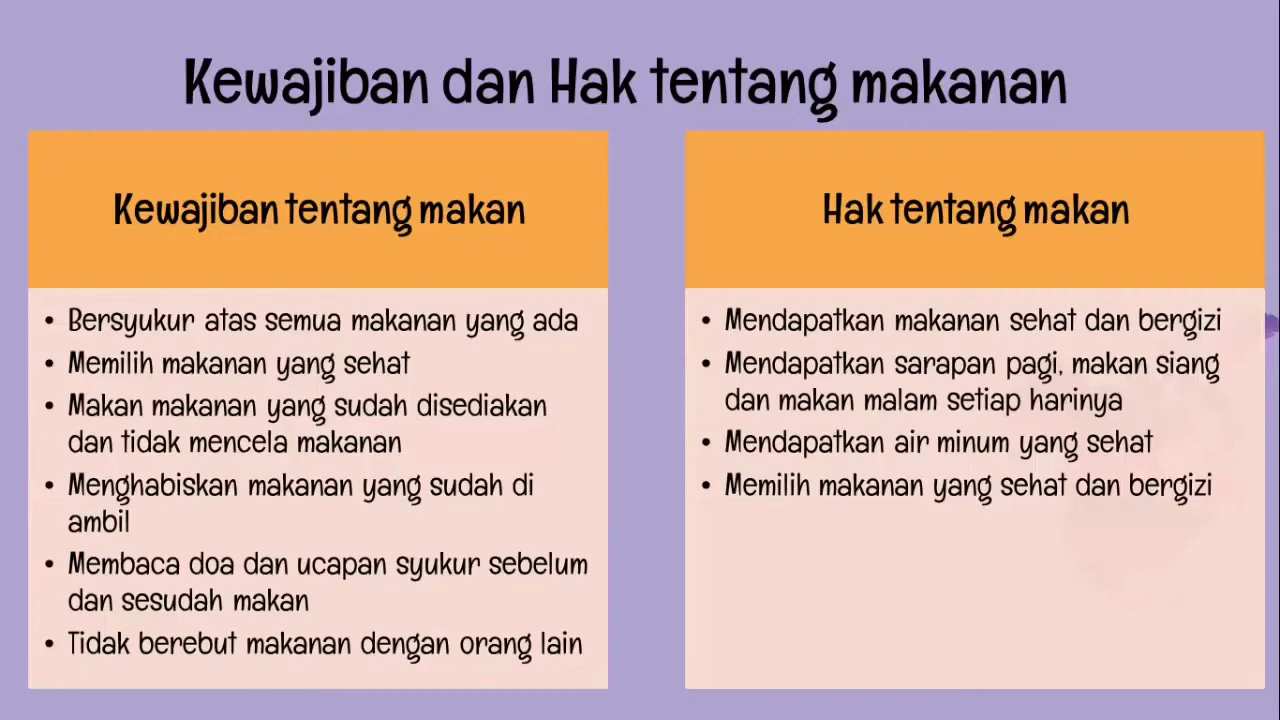 Kewajiban dan Hak tentang makanan
Kewajiban tentang makan
• Bersyukur atas semua makanan yang ada
• Memilih makanan yang sehat
• Makan makanan yang sudah disediakan
dan tidak mencela makanan
• Menghabiskan makanan yang sudah di
ambil
• Membaca doa dan ucapan syukur sebelum
dan sesudah makan
• Tidak berebut makanan dengan orang lain
Hak tentang makan
• Mendapatkan makanan sehat dan bergizi
• Mendapatkan sarapan pagi, makan siang
dan makan malam setiap harinya
• Mendapatkan air minum yang sehat
• Memilih makanan yang sehat dan bergizi